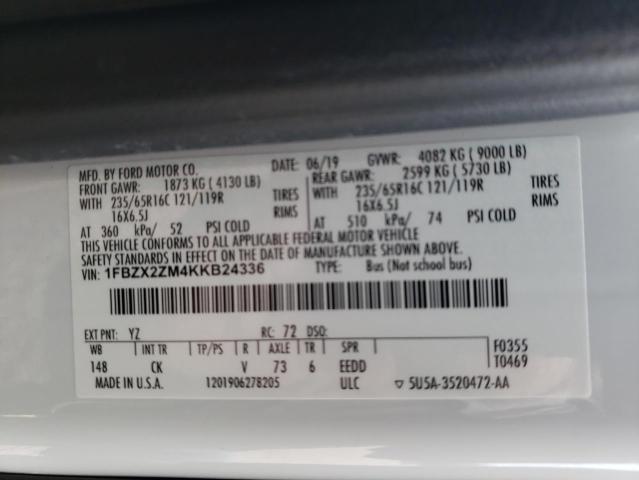 MFD. BY FORD MOTOR CO. DATE: 06/19 GVWR: 4082 KG ( 9000 LB)
FRONT GAWR: 1873 KG ( 4130 LB) REAR GAWR: 2599 KG ( 5730 LB)
WITH 235/65R16C 121/119R TIRES WITH 235/65R16C 121/119R TIRES
16X6.5J RIMS 16X6.5J RIMS
AT 360 kPa/ 52 PSI COLD AT 510 kPa/ 74 PSI COLD
THIS VEHICLE CONFORMS TO ALL APPLICABLE FEDERAL MOTOR VEHICLE
SAFETY STANDARDS IN EFFECT ON THE DATE OF MANUFACTURE SHOWN ABOVE.
VIN: 1FBZX2ZM4KKB24336 TYPE: Bus (Not School bus)
EXT PNT: YZ RC: 72 DSO:
WB INT TR TP/PS R AXLE TR SPR F0355
148 CK V 73 6 EEDD T0469
MADE IN U.S.A. 1201906278205 ULC ▽ 5U5A-3520472-AA